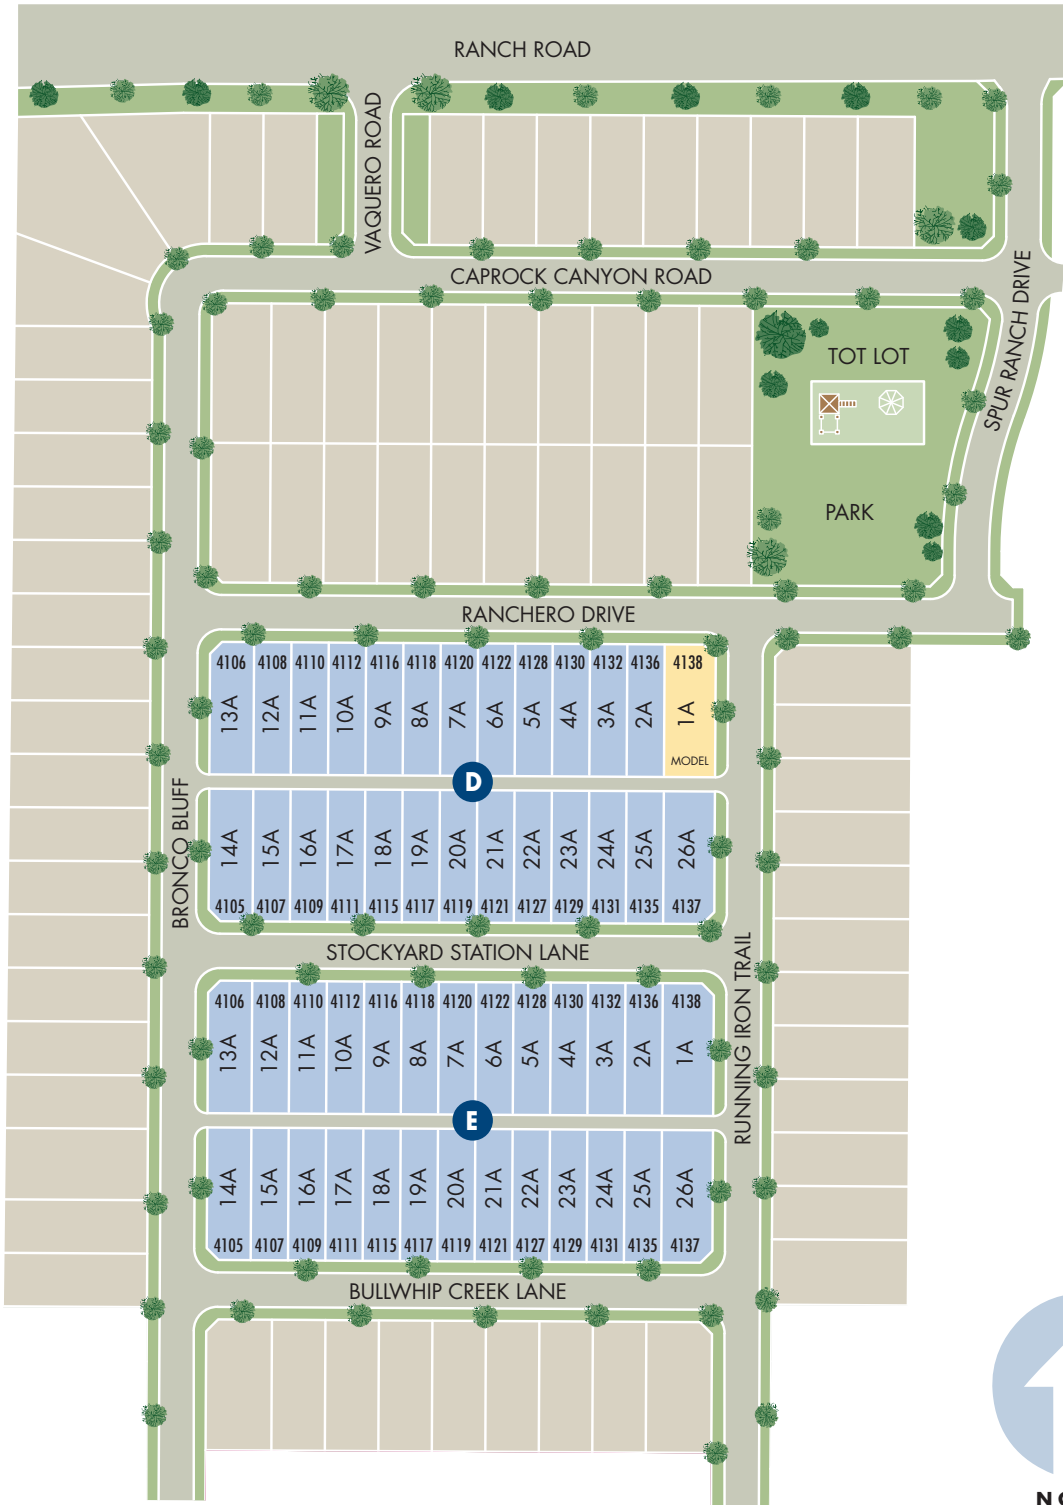 RANCH ROAD
VAQUERO ROAD
CAPROCK CANYON ROAD
SPUR RANCH DRIVE
TOT LOT
PARK
RANCHERO DRIVE
4106 4108 4110 4112 4116 4118 4120 4122 4128 4130 4132 4136 4138
13A 12A 11A 10A 9A 8A 7A 6A 5A 4A 3A 2A 1A
MODEL
D
BRONCO BLUFF
14A 15A 16A 17A 18A 19A 20A 21A 22A 23A 24A 25A 26A
4105 4107 4109 4111 4115 4117 4119 4121 4127 4129 4131 4135 4137
STOCKYARD STATION LANE
RUNNING IRON TRAIL
4106 4108 4110 4112 4116 4118 4120 4122 4128 4130 4132 4136 4138
13A 12A 11A 10A 9A 8A 7A 6A 5A 4A 3A 2A 1A
E
14A 15A 16A 17A 18A 19A 20A 21A 22A 23A 24A 25A 26A
4105 4107 4109 4111 4115 4117 4119 4121 4127 4129 4131 4135 4137
BULLWHIP CREEK LANE